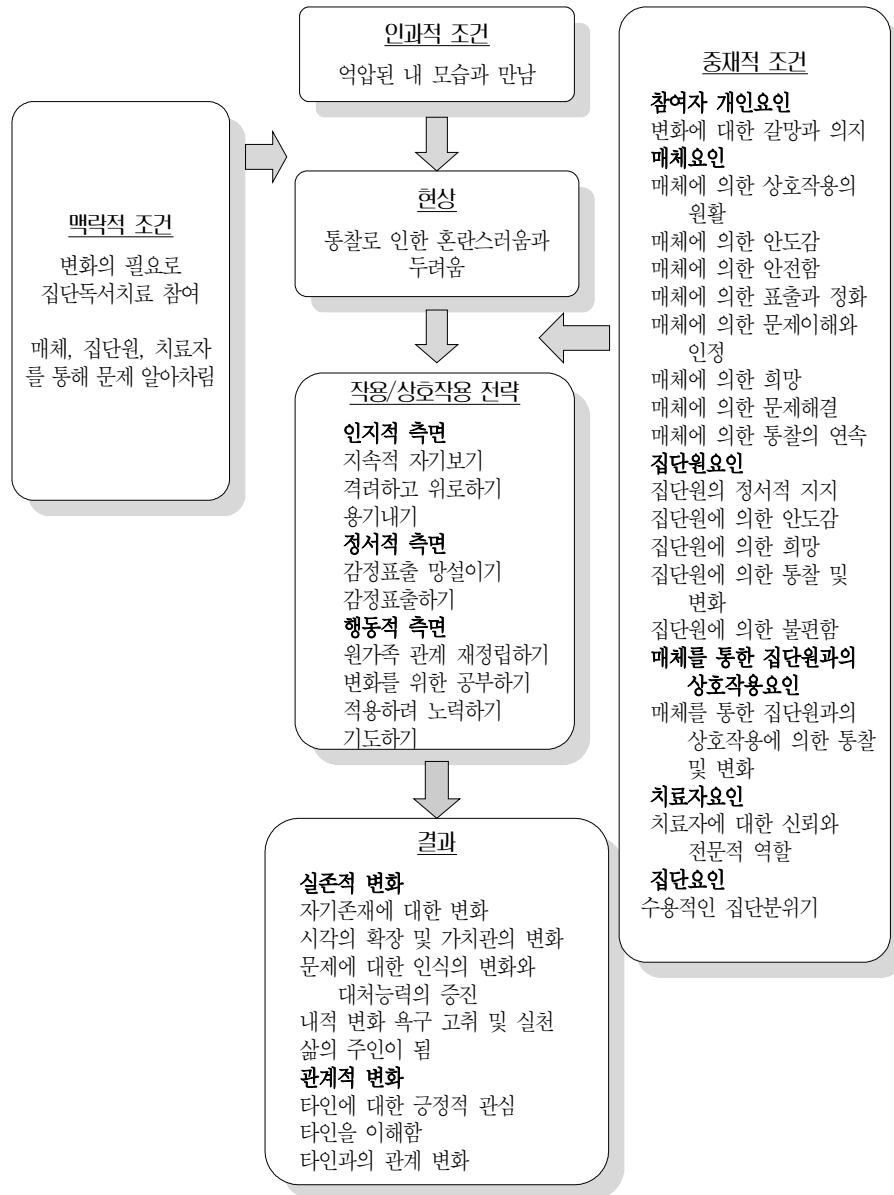 인과적 조건
억압된 내 모습과 만남
맥락적 조건
변화의 필요로
집단독서치료 참여
매체, 집단원, 치료자
를 통해 문제 알아차림
현상
통찰로 인한 혼란스러움과
두려움
중재적 조건
참여자 개인요인
변화에 대한 갈망과 의지
매체요인
매체에 의한 상호작용의
원활
매체에 의한 안도감
매체에 의한 안전함
매체에 의한 표출과 정화
매체에 의한 문제이해와
인정
매체에 의한 희망
매체에 의한 문제해결
매체에 의한 통찰의 연속
집단원요인
집단원의 정서적 지지
집단원에 의한 안도감
집단원에 의한 희망
집단원에 의한 통찰 및
변화
집단원에 의한 불편함
매체를 통한 집단원과의
상호작용요인
매체를 통한 집단원과의
상호작용에 의한 통찰
및 변화
치료자요인
치료자에 대한 신뢰와
전문적 역할
집단요인
수용적인 집단분위기
작용/상호작용 전략
인지적 측면
지속적 자기보기
격려하고 위로하기
용기내기
정서적 측면
감정표출 망설이기
감정표출하기
행동적 측면
원가족 관계 재정립하기
변화를 위한 공부하기
적용하려 노력하기
기도하기
결과
실존적 변화
자기존재에 대한 변화
시각의 확장 및 가치관의 변화
문제에 대한 인식의 변화와
대처능력의 증진
내적 변화 욕구 고취 및 실천
삶의 주인이 됨
관계적 변화
타인에 대한 긍정적 관심
타인을 이해함
타인과의 관계 변화